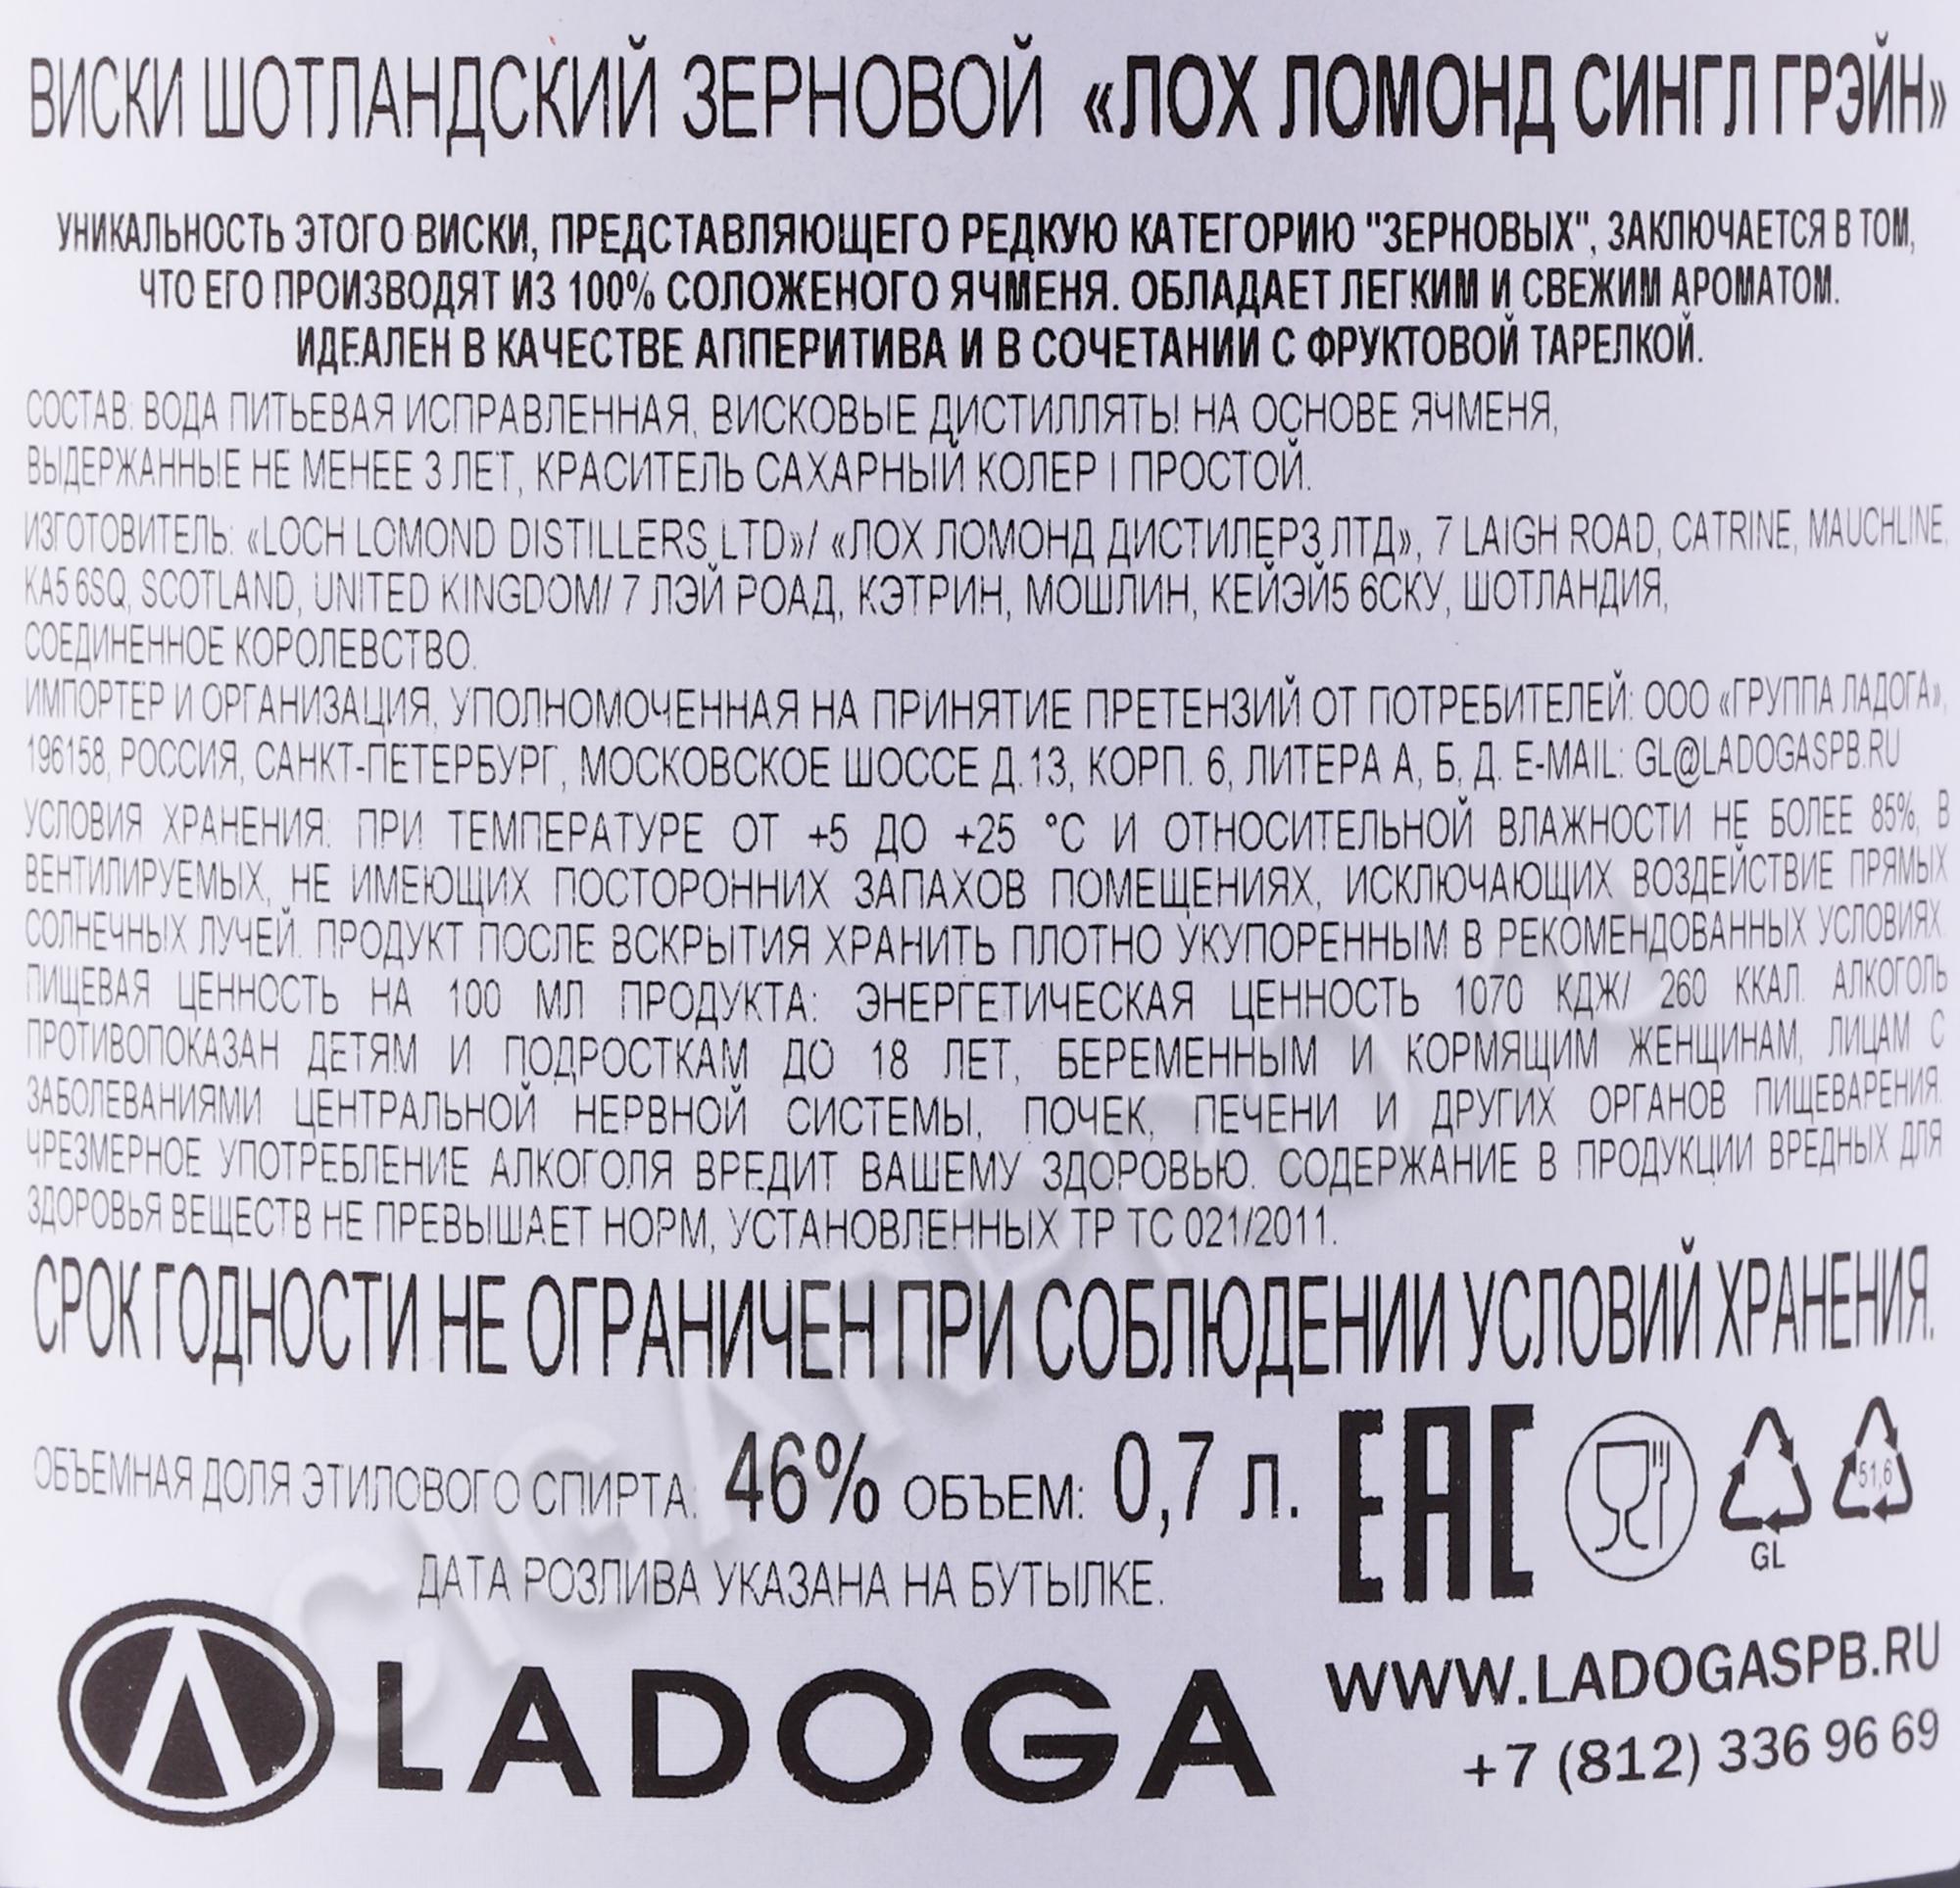 ВИСКИ ШОТЛАНДСКИЙ ЗЕРНОВОЙ «ЛОХ ЛОМОНД СИНГЛ ГРЭЙН»
УНИКАЛЬНОСТЬ ЭТОГО ВИСКИ, ПРЕДСТАВЛЯЮЩЕГО РЕДКУЮ КАТЕГОРИЮ "ЗЕРНОВЫХ", ЗАКЛЮЧАЕТСЯ В ТОМ,
ЧТО ЕГО ПРОИЗВОДЯТ ИЗ 100% СОЛОЖЕНОГО ЯЧМЕНЯ. ОБЛАДАЕТ ЛЕГКИМ И СВЕЖИМ АРОМАТОМ.
ИДЕАЛЕН В КАЧЕСТВЕ АППЕРИТИВА И В СОЧЕТАНИИ С ФРУКТОВОЙ ТАРЕЛКОЙ.
СОСТАВ: ВОДА ПИТЬЕВАЯ ИСПРАВЛЕННАЯ, ВИСКОВЫЕ ДИСТИЛЛЯТЫ НА ОСНОВЕ ЯЧМЕНЯ,
ВЫДЕРЖАННЫЕ НЕ МЕНЕЕ 3 ЛЕТ, КРАСИТЕЛЬ САХАРНЫЙ КОЛЕР I ПРОСТОЙ.
ИЗГОТОВИТЕЛЬ: «LOCH LOMOND DISTILLERS LTD»/ «ЛОХ ЛОМОНД ДИСТИЛЕРЗ ЛТД», 7 LAIGH ROAD, CATRINE, MAUCHLINE,
KA5 6SQ, SCOTLAND, UNITED KINGDOM/ 7 ЛЭЙ РОАД, КЭТРИН, МОШЛИН, КЕЙЭЙ5 6СКУ, ШОТЛАНДИЯ,
СОЕДИНЕННОЕ КОРОЛЕВСТВО.
ИМПОРТЕР И ОРГАНИЗАЦИЯ, УПОЛНОМОЧЕННАЯ НА ПРИНЯТИЕ ПРЕТЕНЗИЙ ОТ ПОТРЕБИТЕЛЕЙ: ООО «ГРУППА ЛАДОГА»,
196158, РОССИЯ, САНКТ-ПЕТЕРБУРГ, МОСКОВСКОЕ ШОССЕ Д.13, КОРП. 6, ЛИТЕРА А, Б, Д. E-MAIL: GL@LADOGASPB.RU
УСЛОВИЯ ХРАНЕНИЯ: ПРИ ТЕМПЕРАТУРЕ ОТ +5 ДО +25 °С И ОТНОСИТЕЛЬНОЙ ВЛАЖНОСТИ НЕ БОЛЕЕ 85%, В
ВЕНТИЛИРУЕМЫХ, НЕ ИМЕЮЩИХ ПОСТОРОННИХ ЗАПАХОВ ПОМЕЩЕНИЯХ, ИСКЛЮЧАЮЩИХ ВОЗДЕЙСТВИЕ ПРЯМЫХ
СОЛНЕЧНЫХ ЛУЧЕЙ. ПРОДУКТ ПОСЛЕ ВСКРЫТИЯ ХРАНИТЬ ПЛОТНО УКУПОРЕННЫМ В РЕКОМЕНДОВАННЫХ УСЛОВИЯХ.
ПИЩЕВАЯ ЦЕННОСТЬ НА 100 МЛ ПРОДУКТА: ЭНЕРГЕТИЧЕСКАЯ ЦЕННОСТЬ 1070 КДЖ/ 260 ККАЛ. АЛКОГОЛЬ
ПРОТИВОПОКАЗАН ДЕТЯМ И ПОДРОСТКАМ ДО 18 ЛЕТ, БЕРЕМЕННЫМ И КОРМЯЩИМ ЖЕНЩИНАМ, ЛИЦАМ С
ЗАБОЛЕВАНИЯМИ ЦЕНТРАЛЬНОЙ НЕРВНОЙ СИСТЕМЫ, ПОЧЕК, ПЕЧЕНИ И ДРУГИХ ОРГАНОВ ПИЩЕВАРЕНИЯ.
ЧРЕЗМЕРНОЕ УПОТРЕБЛЕНИЕ АЛКОГОЛЯ ВРЕДИТ ВАШЕМУ ЗДОРОВЬЮ. СОДЕРЖАНИЕ В ПРОДУКЦИИ ВРЕДНЫХ ДЛЯ
ЗДОРОВЬЯ ВЕЩЕСТВ НЕ ПРЕВЫШАЕТ НОРМ, УСТАНОВЛЕННЫХ ТР ТС 021/2011.
СРОК ГОДНОСТИ НЕ ОГРАНИЧЕН ПРИ СОБЛЮДЕНИИ УСЛОВИЙ ХРАНЕНИЯ.
ОБЪЕМНАЯ ДОЛЯ ЭТИЛОВОГО СПИРТА: 46% ОБЪЕМ: 0,7 л.
EAC
GL
51,6
ДАТА РОЗЛИВА УКАЗАНА НА БУТЫЛКЕ.
LADOGA
WWW.LADOGASPB.RU
+7 (812) 336 96 69
CIGARPRO.ru